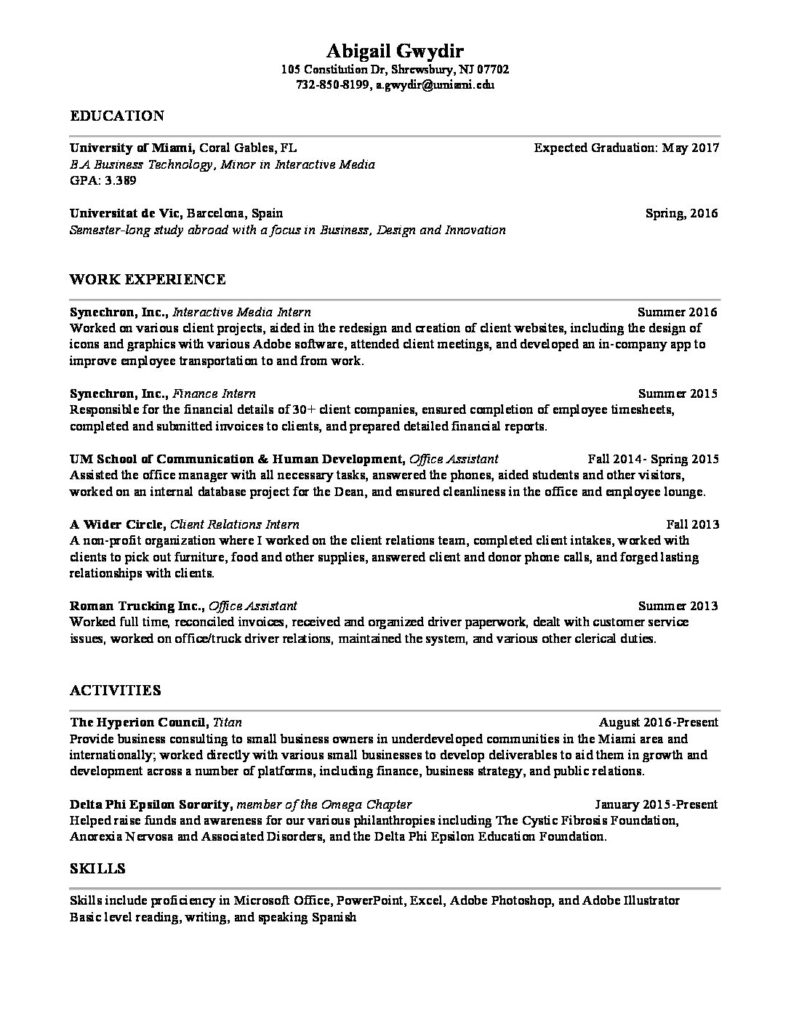 Abigail Gwydir
105 Constitution Dr, Shrewsbury, NJ 07702
732-850-8199, a.gwydir@umiami.edu
EDUCATION
University of Miami, Coral Gables, FL Expected Graduation: May 2017
B.A Business Technology, Minor in Interactive Media
GPA: 3.389
Universitat de Vic, Barcelona, Spain Spring, 2016
Semester-long study abroad with a focus in Business, Design and Innovation
WORK EXPERIENCE
Synechron, Inc., Interactive Media Intern Summer 2016
Worked on various client projects, aided in the redesign and creation of client websites, including the design of
icons and graphics with various Adobe software, attended client meetings, and developed an in-company app to
improve employee transportation to and from work.
Synechron, Inc., Finance Intern Summer 2015
Responsible for the financial details of 30+ client companies, ensured completion of employee timesheets,
completed and submitted invoices to clients, and prepared detailed financial reports.
UM School of Communication & Human Development, Office Assistant Fall 2014- Spring 2015
Assisted the office manager with all necessary tasks, answered the phones, aided students and other visitors,
worked on an internal database project for the Dean, and ensured cleanliness in the office and employee lounge.
A Wider Circle, Client Relations Intern Fall 2013
A non-profit organization where I worked on the client relations team, completed client intakes, worked with
clients to pick out furniture, food and other supplies, answered client and donor phone calls, and forged lasting
relationships with clients.
Roman Trucking Inc., Office Assistant Summer 2013
Worked full time, reconciled invoices, received and organized driver paperwork, dealt with customer service
issues, worked on office/truck driver relations, maintained the system, and various other clerical duties.
ACTIVITIES
The Hyperion Council, Titan August 2016-Present
Provide business consulting to small business owners in underdeveloped communities in the Miami area and
internationally; worked directly with various small businesses to develop deliverables to aid them in growth and
development across a number of platforms, including finance, business strategy, and public relations.
Delta Phi Epsilon Sorority, member of the Omega Chapter January 2015-Present
Helped raise funds and awareness for our various philanthropies including The Cystic Fibrosis Foundation,
Anorexia Nervosa and Associated Disorders, and the Delta Phi Epsilon Education Foundation.
SKILLS
Skills include proficiency in Microsoft Office, PowerPoint, Excel, Adobe Photoshop, and Adobe Illustrator
Basic level reading, writing, and speaking Spanish